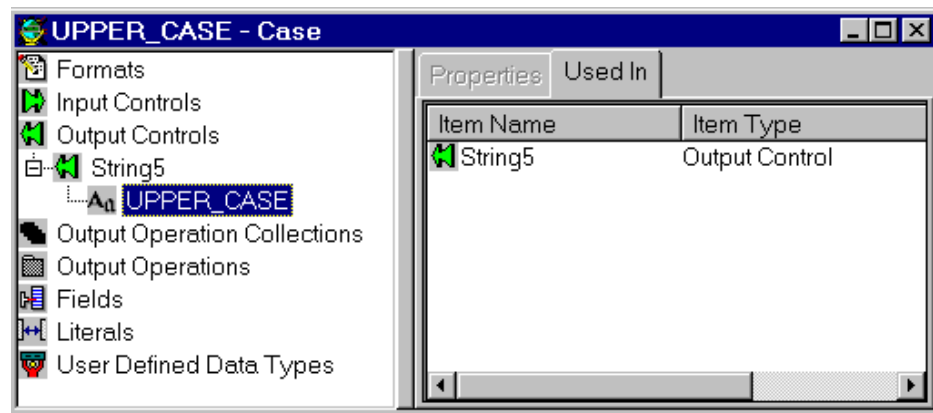 UPPER_CASE - Case
Formats
Input Controls
Output Controls
String5
UPPER_CASE
Output Operation Collections
Output Operations
Fields
Literals
User Defined Data Types
Properties Used In
Item Name Item Type
String5 Output Control